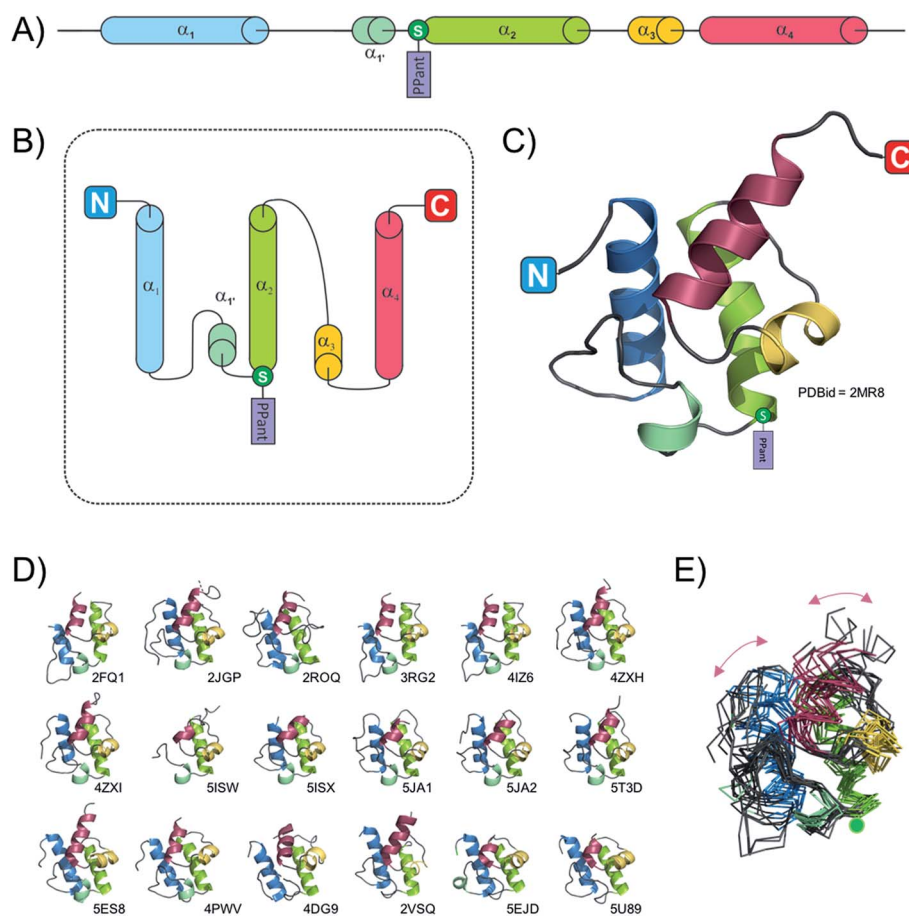 A)
α1
α1'
S
PPant
α2
α3
α4
B)
N
C
α1
α1'
α2
α3
α4
S
PPant
C)
C
N
PDBid = 2MR8
S
PPant
D)
2FQ1 2JGP 2ROQ 3RG2 4IZ6 4ZXH
4ZXI 5ISW 5ISX 5JA1 5JA2 5T3D
5ES8 4PWV 4DG9 2VSQ 5EJD 5U89
E)